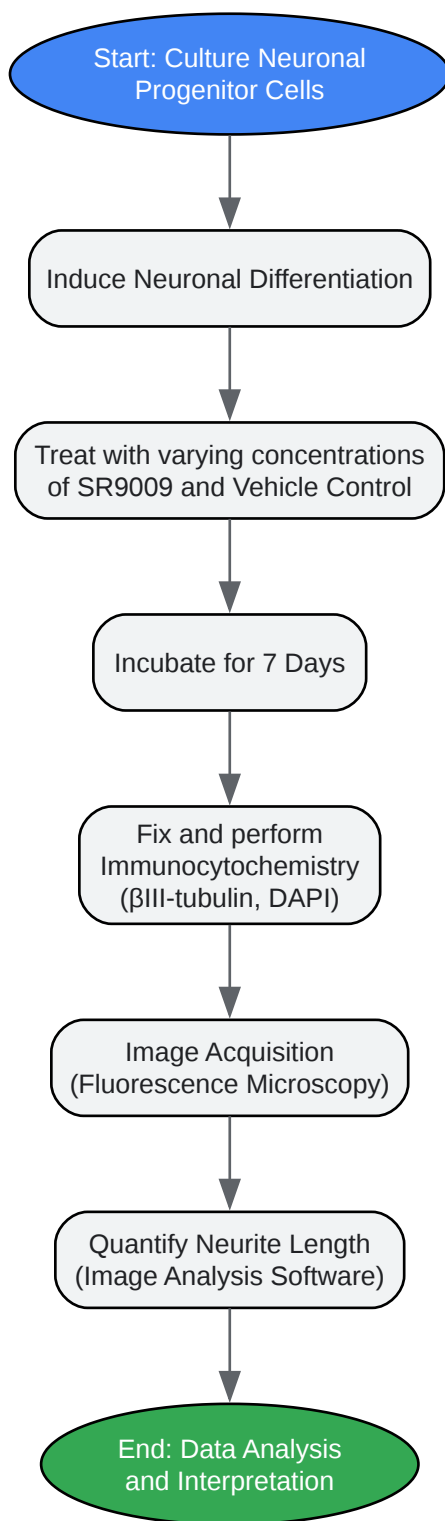 Start: Culture Neuronal
Progenitor Cells
Induce Neuronal Differentiation
Treat with varying concentrations
of SR9009 and Vehicle Control
Incubate for 7 Days
Fix and perform
Immunocytochemistry
(βIII-tubulin, DAPI)
Image Acquisition
(Fluorescence Microscopy)
Quantify Neurite Length
(Image Analysis Software)
End: Data Analysis
and Interpretation